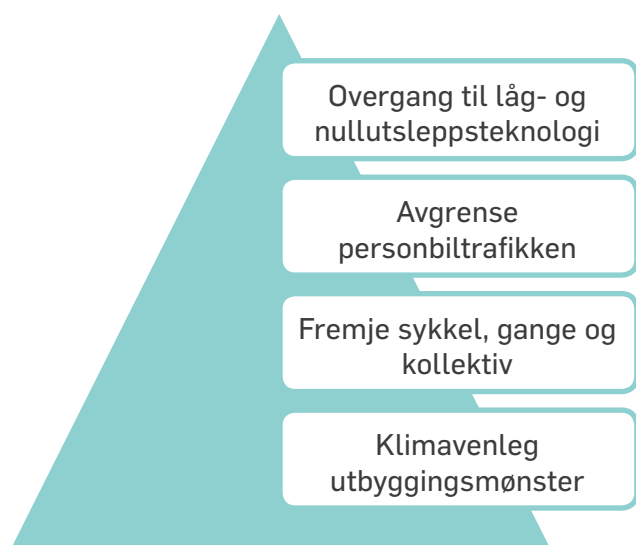 Overgang til låg- og
nullutsleppsteknologi
Avgrense
personbiltrafikken
Fremje sykkel, gange og
kollektiv
Klimavenleg
utbyggingsmønster